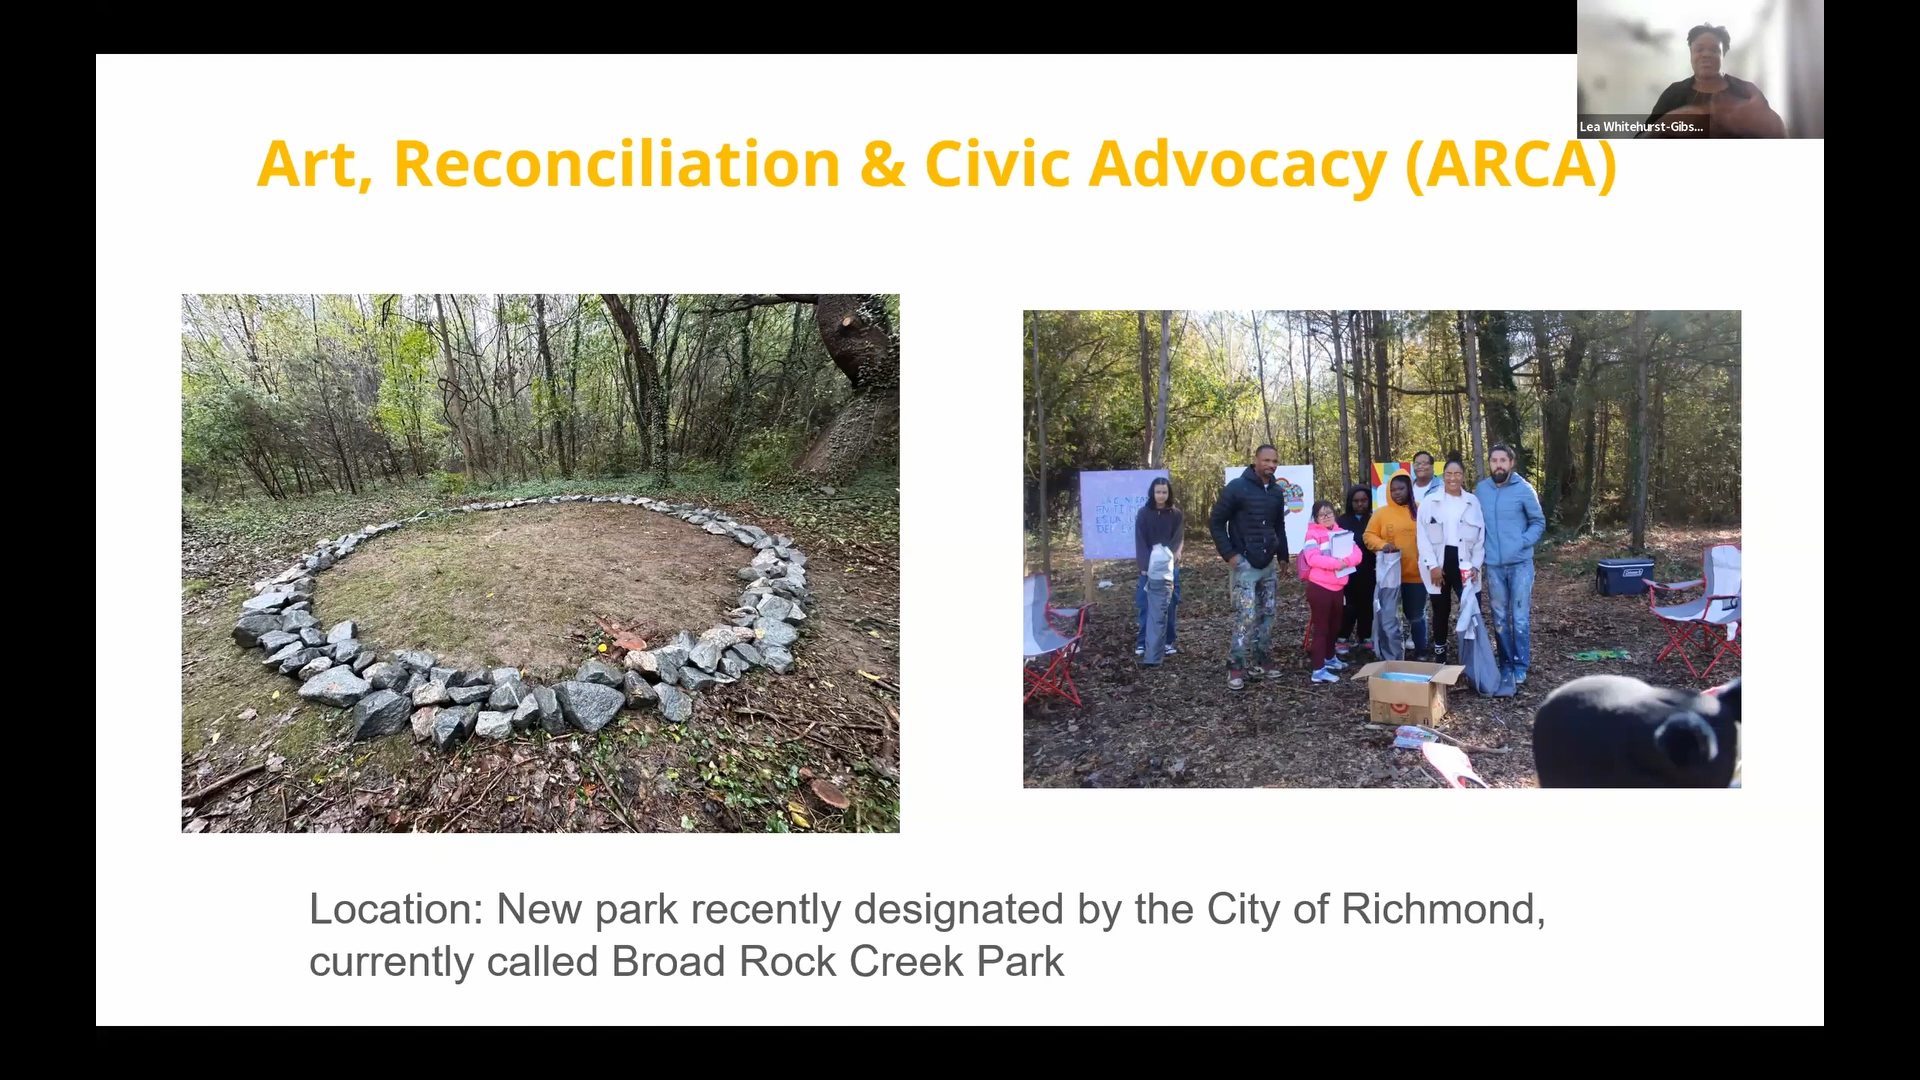 Lea Whitehurst-Gibs...
Art, Reconciliation & Civic Advocacy (ARCA)
Location: New park recently designated by the City of Richmond,
currently called Broad Rock Creek Park